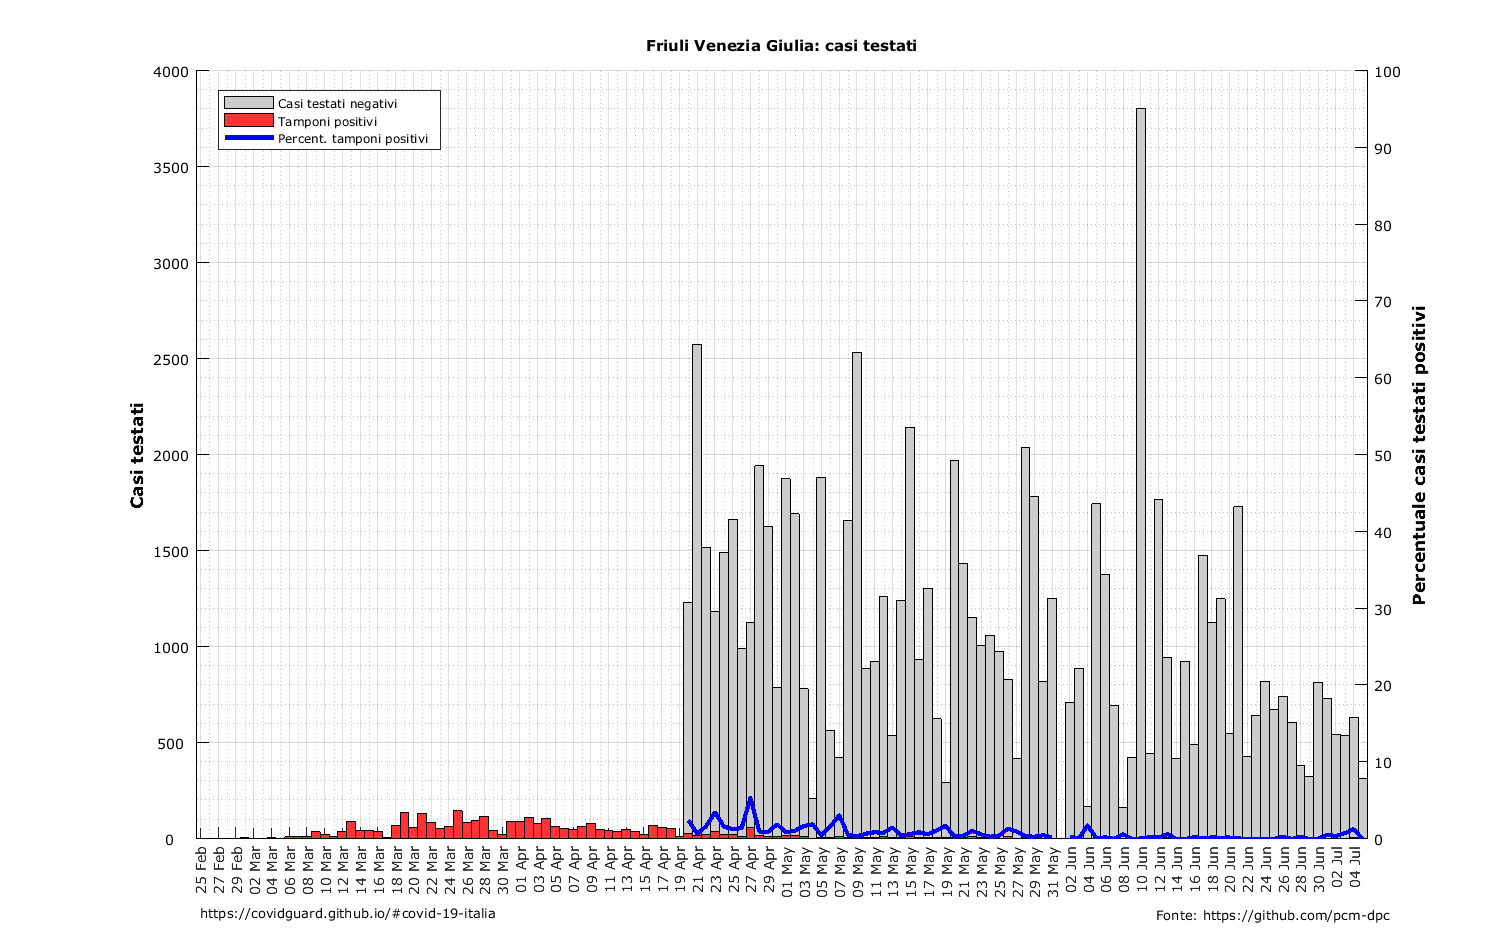 Friuli Venezia Giulia: casi testati
Casi testati negativi
Tamponi positivi
Percent. tamponi positivi
Casi testati
4000
3500
3000
2500
2000
1500
1000
500
0
100
90
80
70
60
50
40
30
20
10
0
Percentuale casi testati positivi
25 Feb
27 Feb
29 Feb
02 Mar
04 Mar
06 Mar
08 Mar
10 Mar
12 Mar
14 Mar
16 Mar
18 Mar
20 Mar
22 Mar
24 Mar
26 Mar
28 Mar
30 Mar
01 Apr
03 Apr
05 Apr
07 Apr
09 Apr
11 Apr
13 Apr
15 Apr
17 Apr
19 Apr
21 Apr
23 Apr
25 Apr
27 Apr
29 Apr
01 May
03 May
05 May
07 May
09 May
11 May
13 May
15 May
17 May
19 May
21 May
23 May
25 May
27 May
29 May
31 May
02 Jun
04 Jun
06 Jun
08 Jun
10 Jun
12 Jun
14 Jun
16 Jun
18 Jun
20 Jun
22 Jun
24 Jun
26 Jun
28 Jun
30 Jun
02 Jul
04 Jul
https://covidguard.github.io/#covid-19-italia
Fonte: https://github.com/pcm-dpc